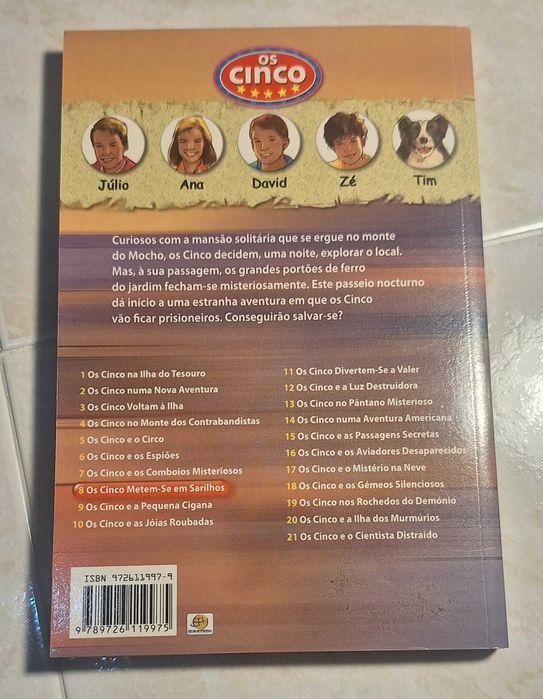 OS
CINCO
Júlio
Ana
David
Zé
Tim
Curiosos com a mansão solitária que se ergue no monte
do Mocho, os Cinco decidem, uma noite, explorar o local.
Mas, à sua passagem, os grandes portões de ferro
do jardim fecham-se misteriosamente. Este passeio nocturno
dá início a uma estranha aventura em que os Cinco
vão ficar prisioneiros. Conseguirão salvar-se?
1 Os Cinco na Ilha do Tesouro
2 Os Cinco numa Nova Aventura
3 Os Cinco Voltam à Ilha
4 Os Cinco no Monte dos Contrabandistas
5 Os Cinco e o Circo
6 Os Cinco e os Espiões
7 Os Cinco e os Comboios Misteriosos
8 Os Cinco Metem-Se em Sarilhos
9 Os Cinco e a Pequena Cigana
10 Os Cinco e as Jóias Roubadas
11 Os Cinco Divertem-Se a Valer
12 Os Cinco e a Luz Destruidora
13 Os Cinco no Pântano Misterioso
14 Os Cinco numa Aventura Americana
15 Os Cinco e as Passagens Secretas
16 Os Cinco e os Aviadores Desaparecidos
17 Os Cinco e o Mistério na Neve
18 Os Cinco e os Gémeos Silenciosos
19 Os Cinco nos Rochedos do Demónio
20 Os Cinco e a Ilha dos Murmúrios
21 Os Cinco e o Cientista Distraído
ISBN 972611997-9
9 789726 119975